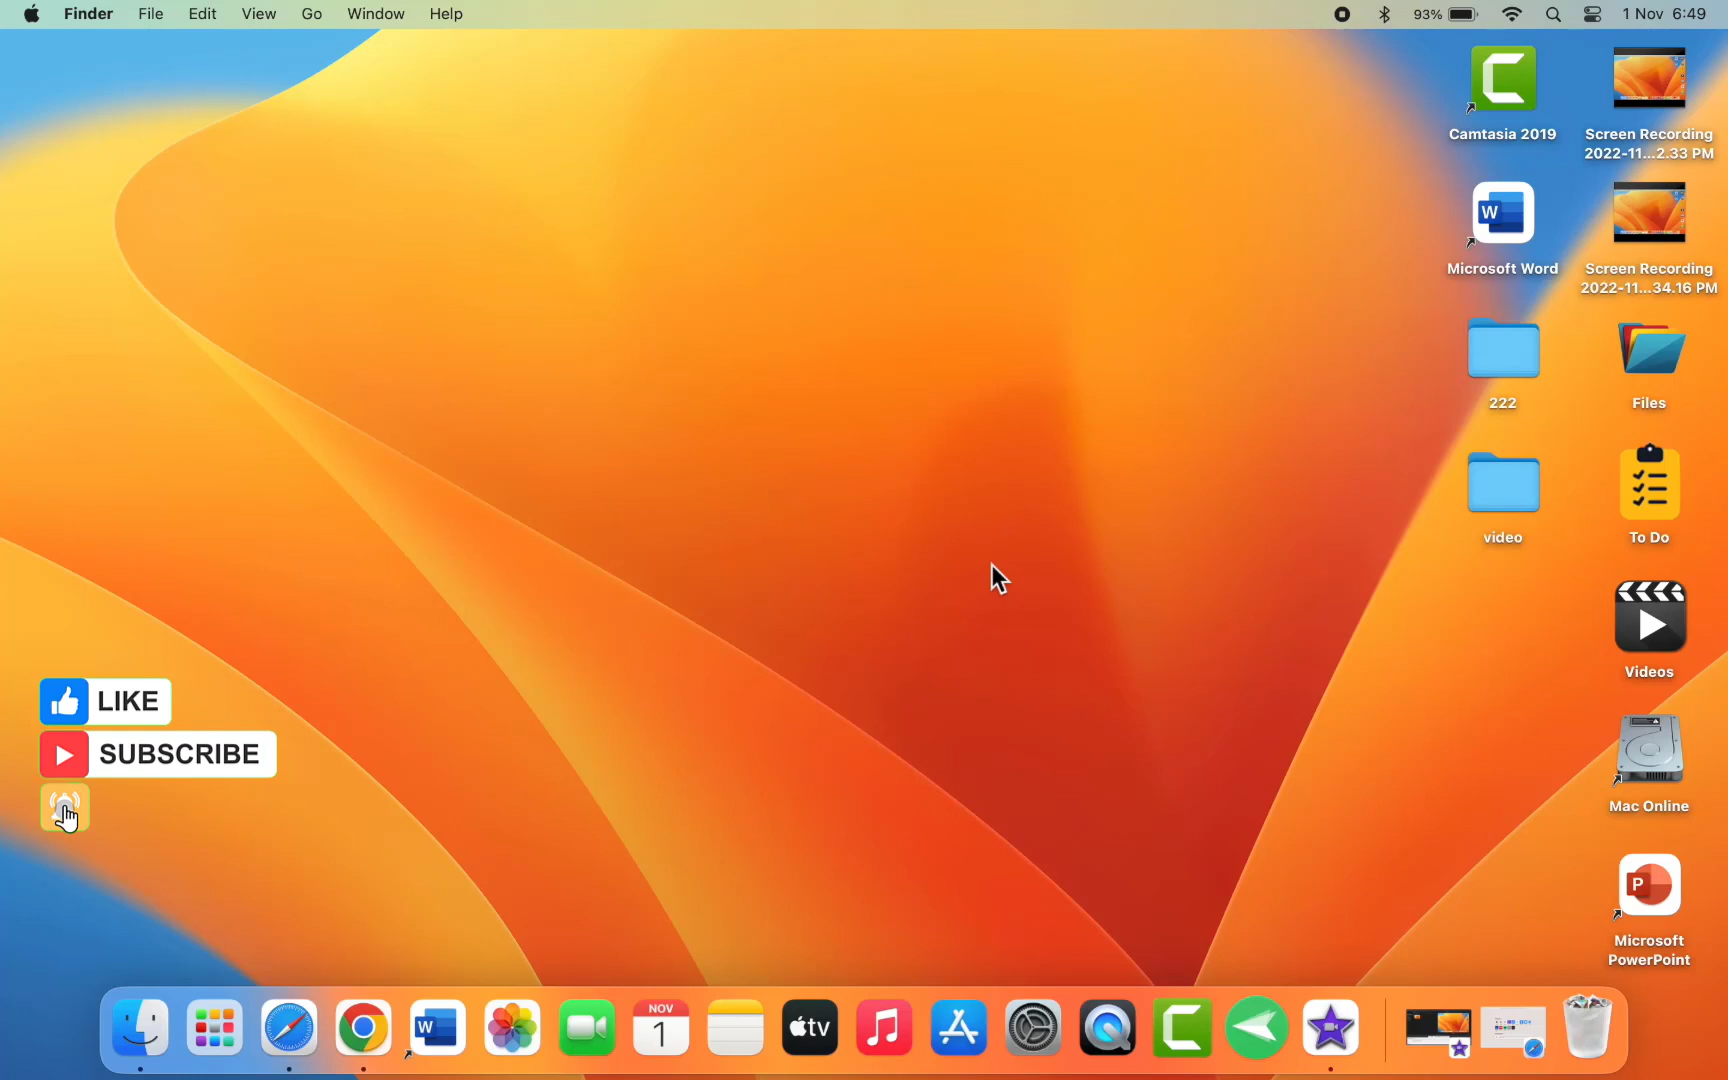 Finder File Edit View Go Window Help 93% 1 Nov 6:49
Camtasia 2019
Screen Recording
2022-11...2.33 PM
W
Microsoft Word
Screen Recording
2022-11...34.16 PM
222
Files
video
To Do
Videos
LIKE
SUBSCRIBE
Mac Online
P
Microsoft
PowerPoint
W
NOV
1
tv